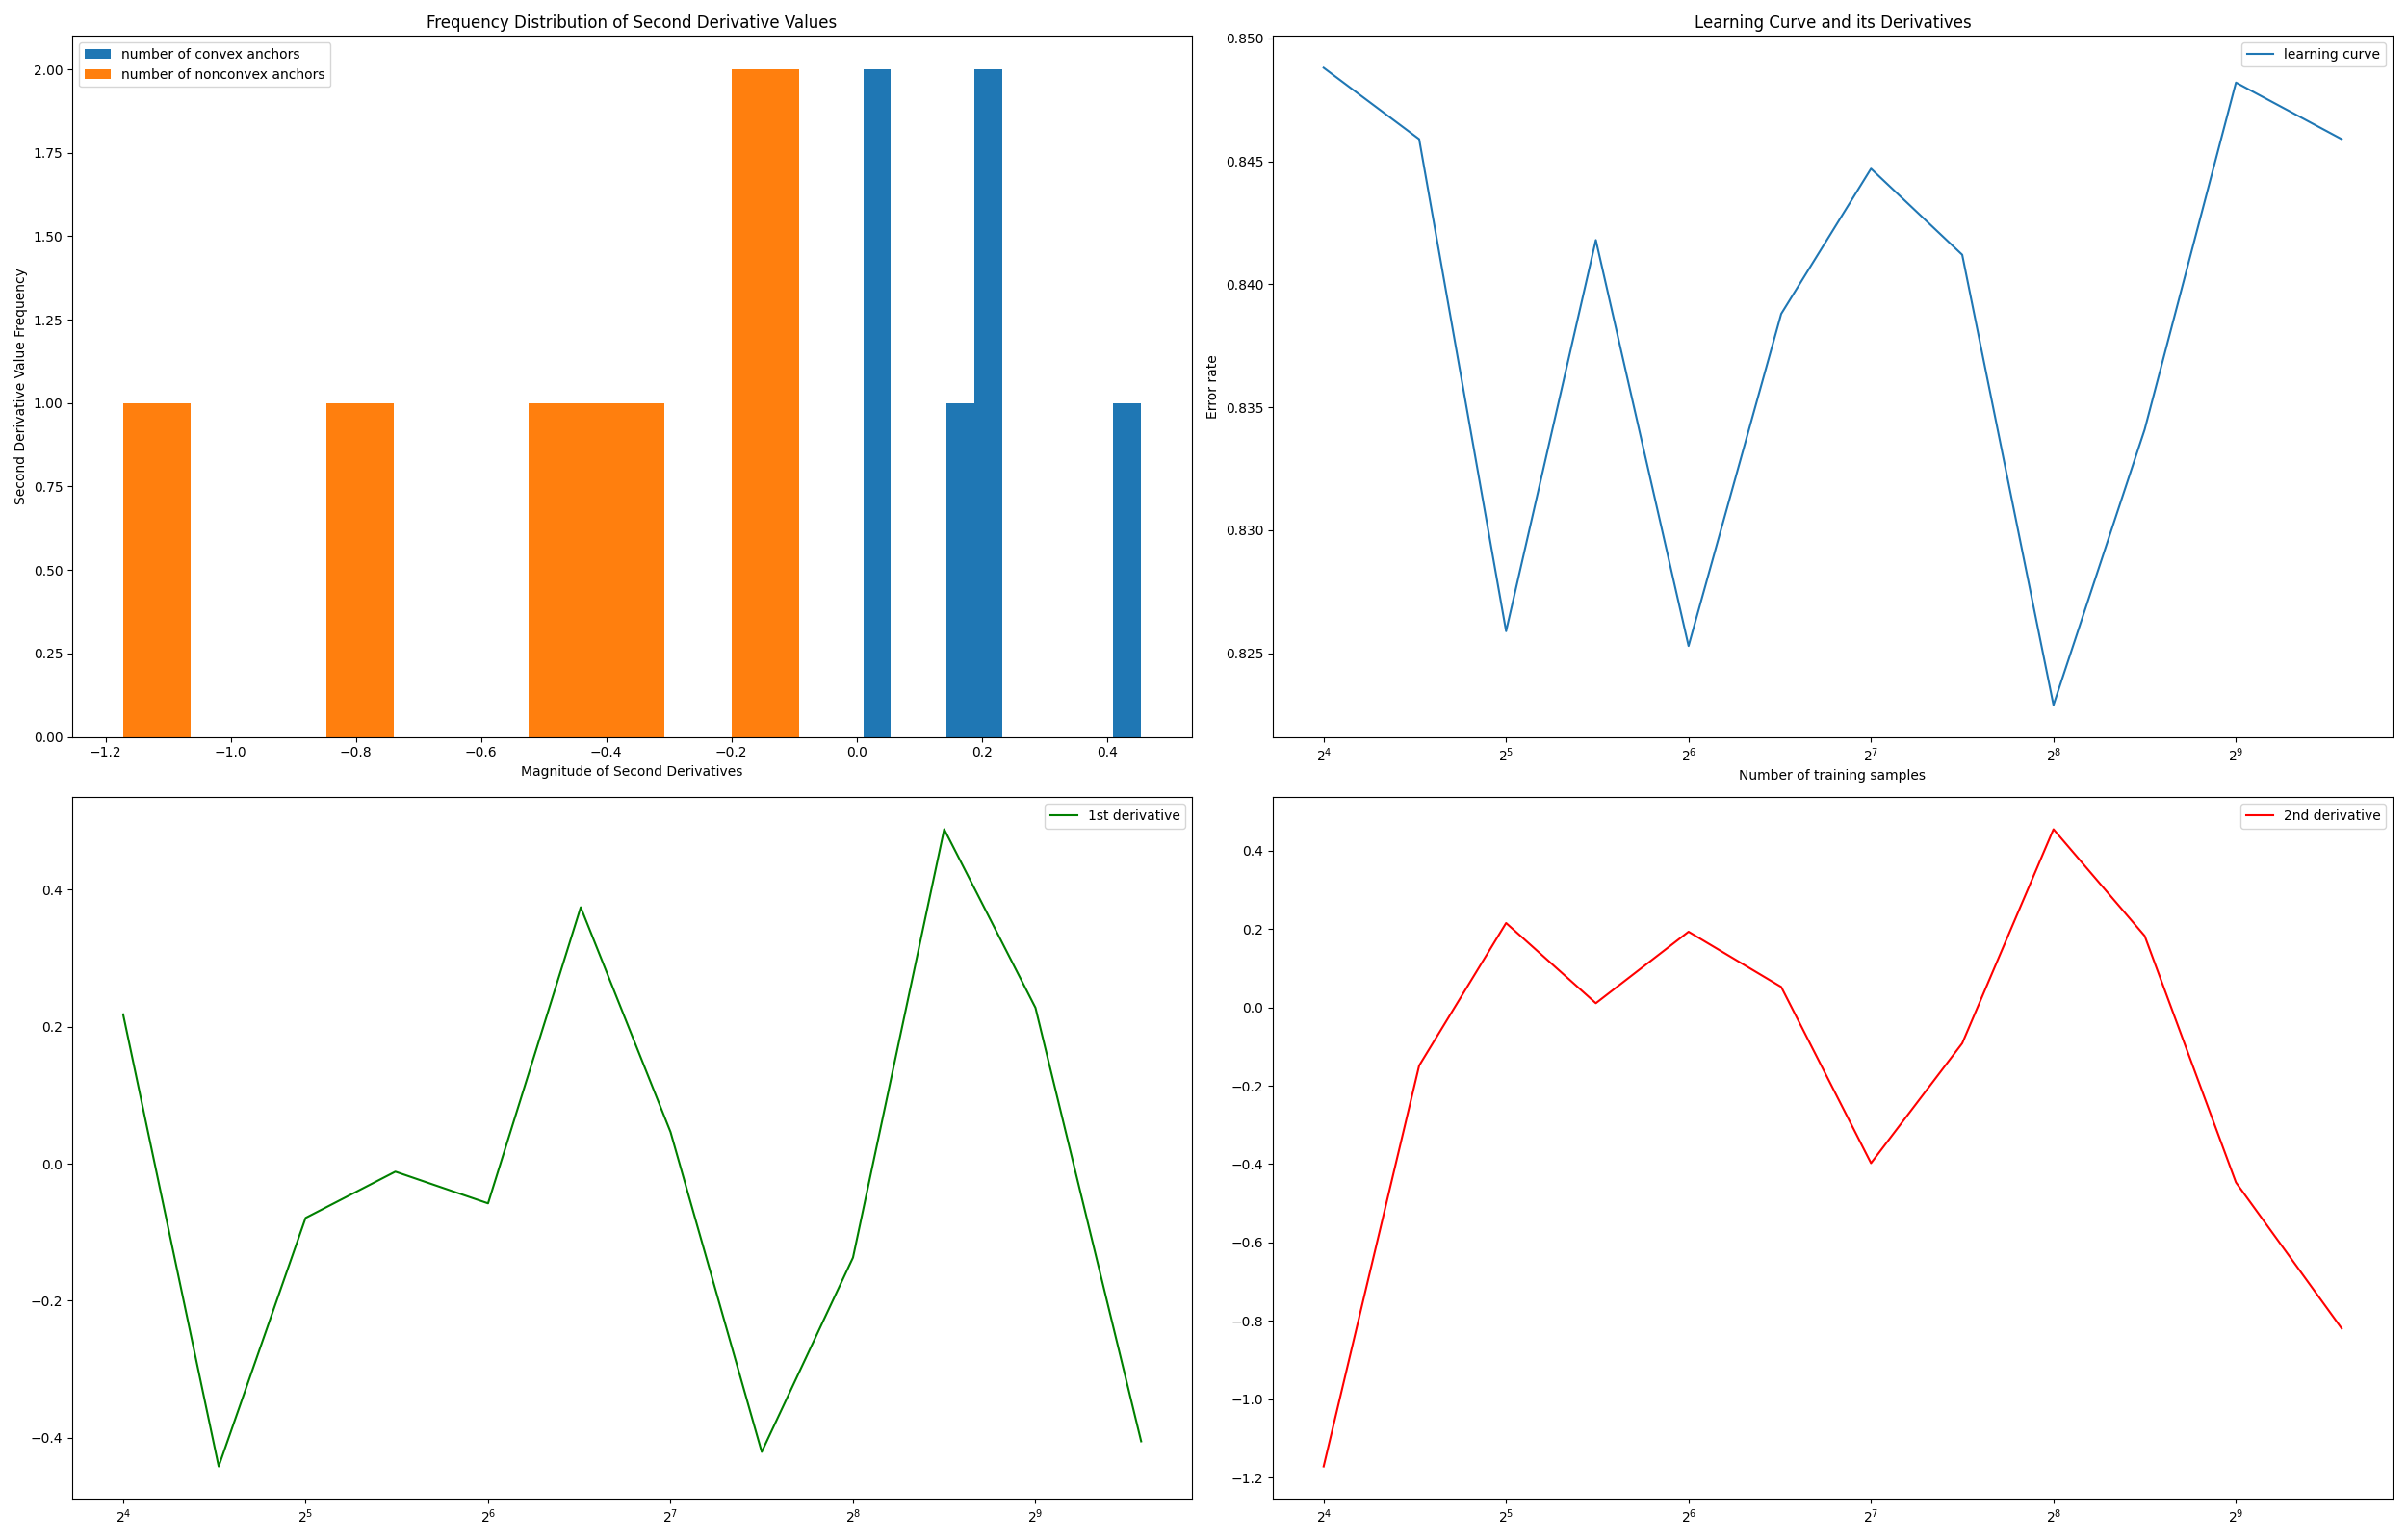 Frequency Distribution of Second Derivative Values
number of convex anchors
number of nonconvex anchors
2.00
1.75
1.50
1.25
1.00
0.75
0.50
0.25
0.00
Second Derivative Value Frequency
−1.2 −1.0 −0.8 −0.6 −0.4 −0.2 0.0 0.2 0.4
Magnitude of Second Derivatives
Learning Curve and its Derivatives
learning curve
0.850
0.845
0.840
0.835
0.830
0.825
Error rate
2⁴ 2⁵ 2⁶ 2⁷ 2⁸ 2⁹
Number of training samples
1st derivative
0.4
0.2
0.0
−0.2
−0.4
2⁴ 2⁵ 2⁶ 2⁷ 2⁸ 2⁹
2nd derivative
0.4
0.2
0.0
−0.2
−0.4
−0.6
−0.8
−1.0
−1.2
2⁴ 2⁵ 2⁶ 2⁷ 2⁸ 2⁹